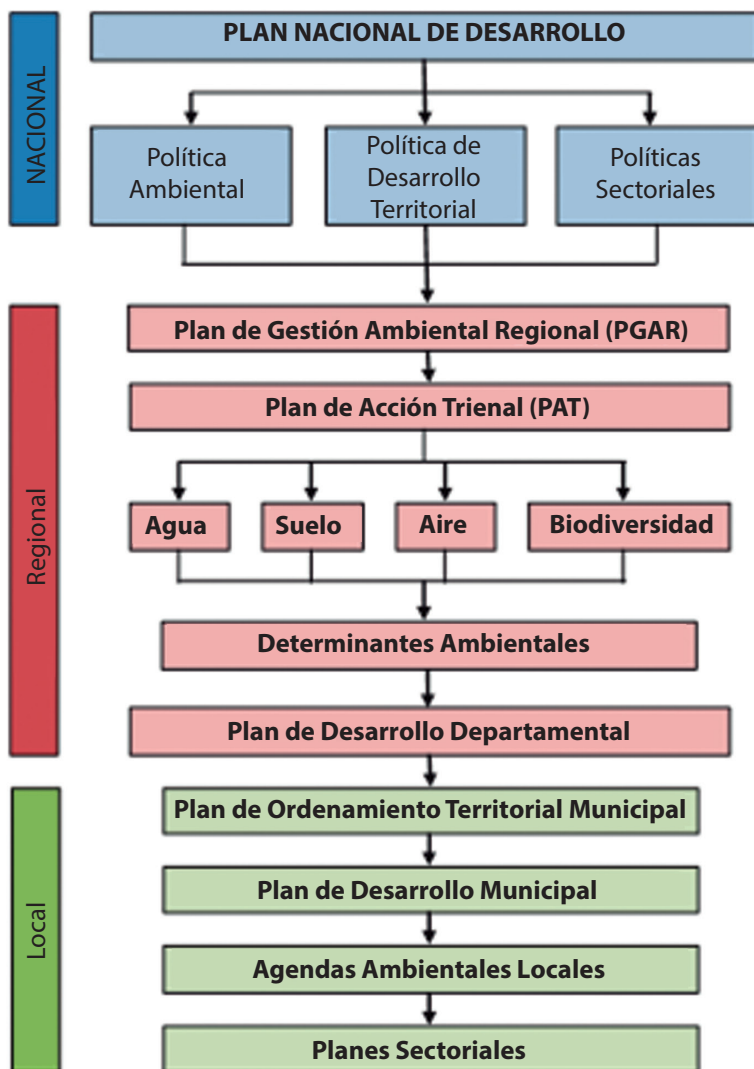 NACIONAL
PLAN NACIONAL DE DESARROLLO
Política
Ambiental
Política de
Desarrollo
Territorial
Políticas
Sectoriales
Regional
Plan de Gestión Ambiental Regional (PGAR)
Plan de Acción Trienal (PAT)
Agua
Suelo
Aire
Biodiversidad
Determinantes Ambientales
Plan de Desarrollo Departamental
Local
Plan de Ordenamiento Territorial Municipal
Plan de Desarrollo Municipal
Agendas Ambientales Locales
Planes Sectoriales